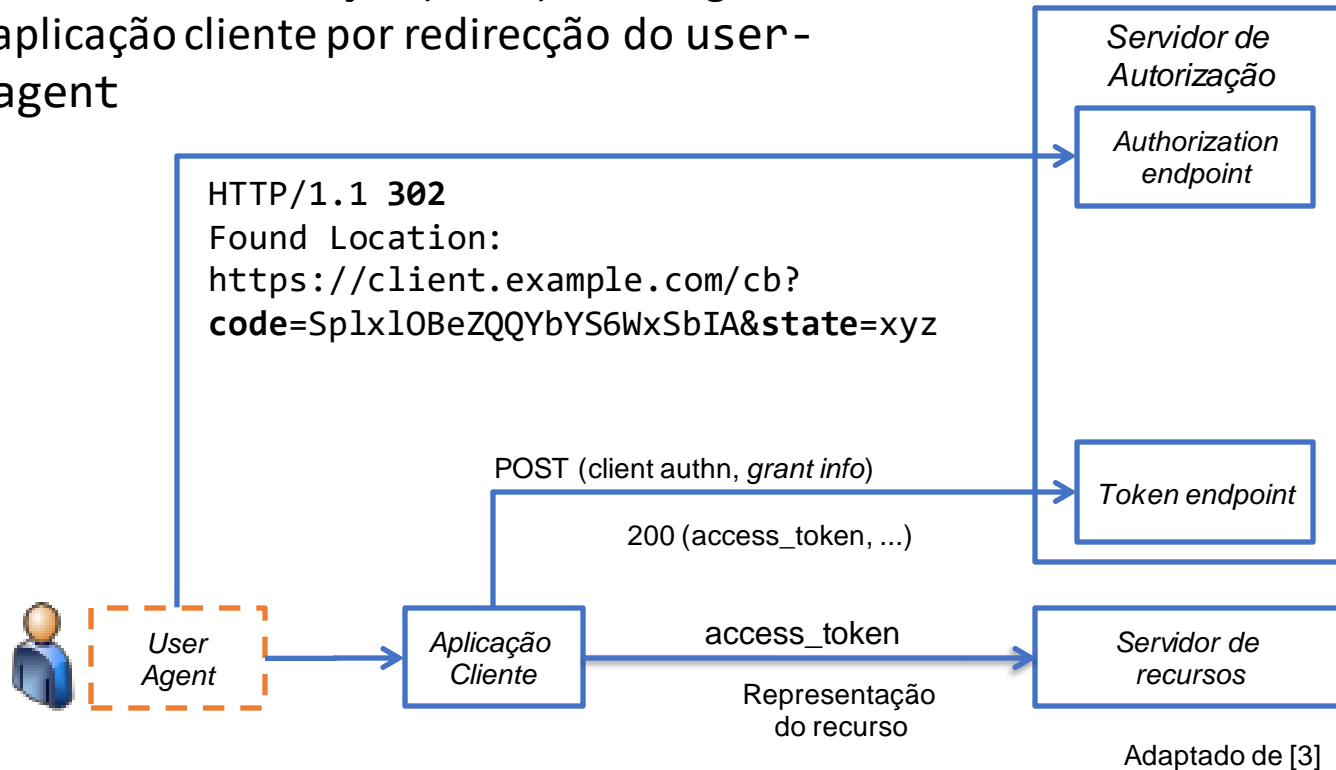 aplicação cliente por redirecção do user-
agent
Servidor de
Autorização
Authorization
endpoint
HTTP/1.1 302
Found Location:
https://client.example.com/cb?
code=SplxlOBeZQQYbYS6WxSbIA&state=xyz
POST (client authn, grant info)
Token endpoint
200 (access_token, ...)
User
Agent
Aplicação
Cliente
access_token
Representação
do recurso
Servidor de
recursos
Adaptado de [3]